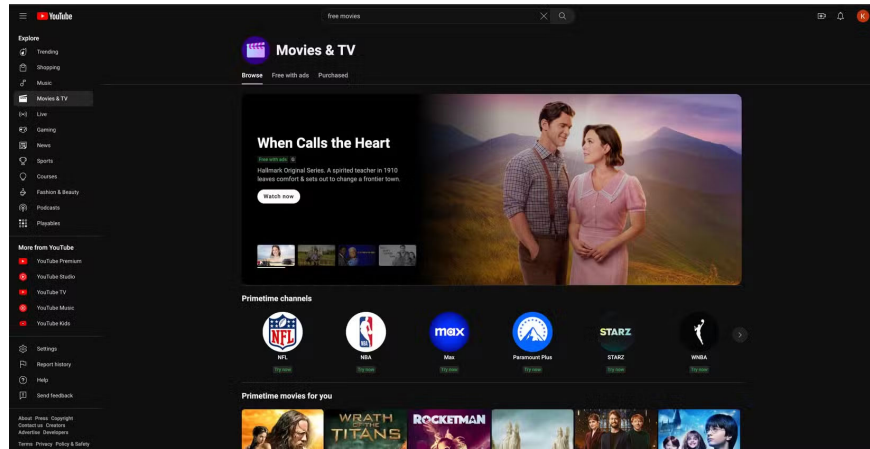 YouTube
free movies
K
Explore
Trending
Shopping
Music
Movies & TV
Live
Gaming
News
Sports
Courses
Fashion & Beauty
Podcasts
Playables
More from YouTube
YouTube Premium
YouTube Studio
YouTube TV
YouTube Music
YouTube Kids
Settings
Report history
Help
Send feedback
About Press Copyright
Contact us Creators
Advertise Developers
Terms Privacy Policy & Safety
Movies & TV
Browse Free with ads Purchased
When Calls the Heart
Free with ads G
Hallmark Original Series. A spirited teacher in 1910
leaves comfort & sets out to change a frontier town.
Watch now
Primetime channels
NFL
NBA
max
STARZ
NFL NBA Max Paramount Plus STARZ WNBA
Try now Try now Try now Try now Try now Try now
Primetime movies for you
WRATH
OF THE
TITANS
ROCKETMAN